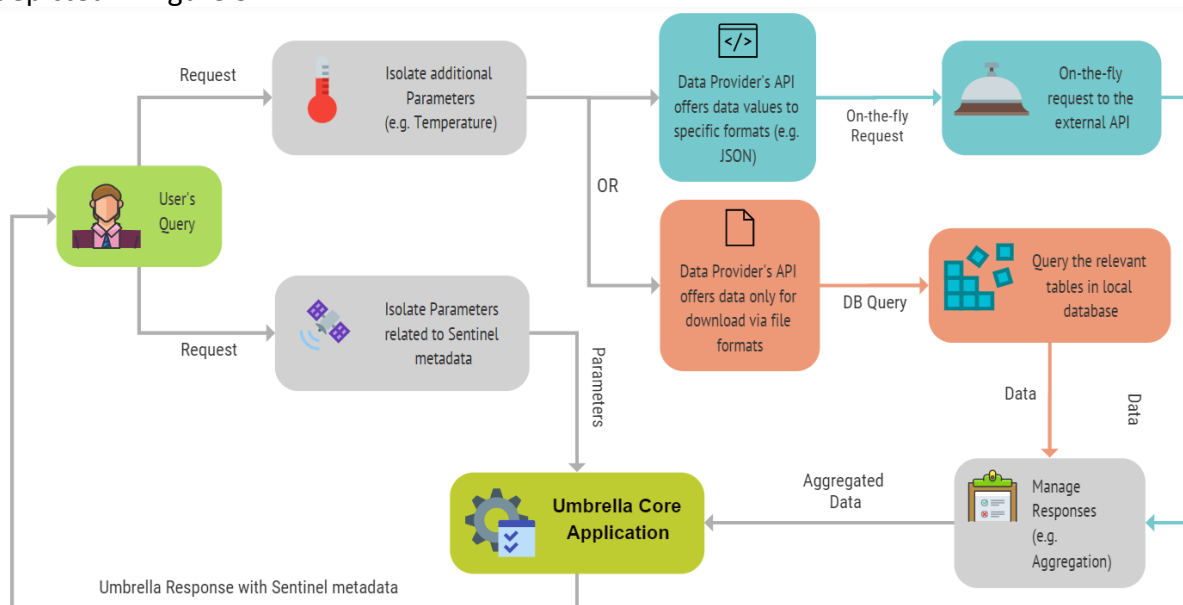 Request
Isolate additional
Parameters
(e.g. Temperature)
</>
Data Provider's API
offers data values to
specific formats (e.g.
JSON)
On-the-fly
Request
On-the-fly
request to the
external API
User's
Query
OR
Data Provider's API
offers data only for
download via file
formats
DB Query
Query the relevant
tables in local
database
Request
Isolate Parameters
related to Sentinel
metadata
Parameters
Data
Data
Umbrella Core
Application
Aggregated
Data
Manage
Responses
(e.g.
Aggregation)
Umbrella Response with Sentinel metadata